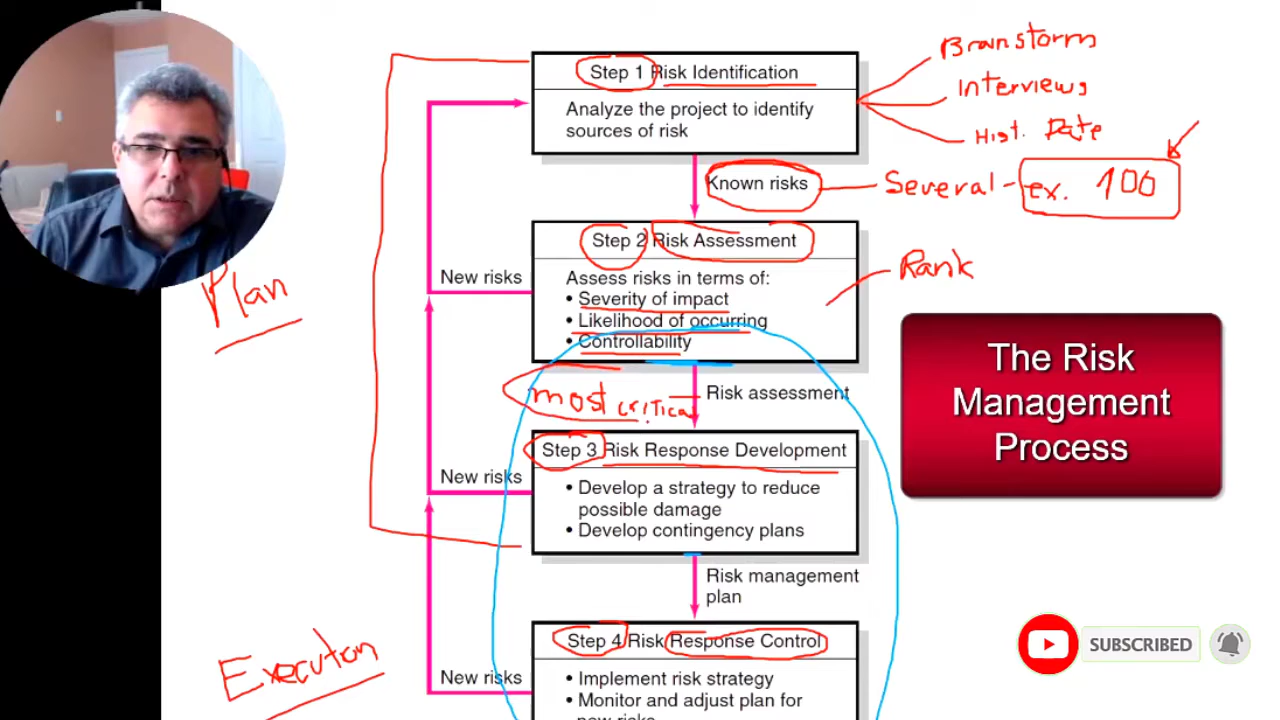 Step 1 Risk Identification
Analyze the project to identify
sources of risk
Brainstorm
Interviews
Hist. Date
Known risks
Several - ex. 100
Step 2 Risk Assessment
Assess risks in terms of:
• Severity of impact
• Likelihood of occurring
• Controllability
Rank
New risks
Plan
The Risk
Management
Process
most critical
Risk assessment
Step 3 Risk Response Development
• Develop a strategy to reduce
possible damage
• Develop contingency plans
New risks
Risk management
plan
Step 4 Risk Response Control
• Implement risk strategy
• Monitor and adjust plan for
new risks
New risks
Execution
SUBSCRIBED